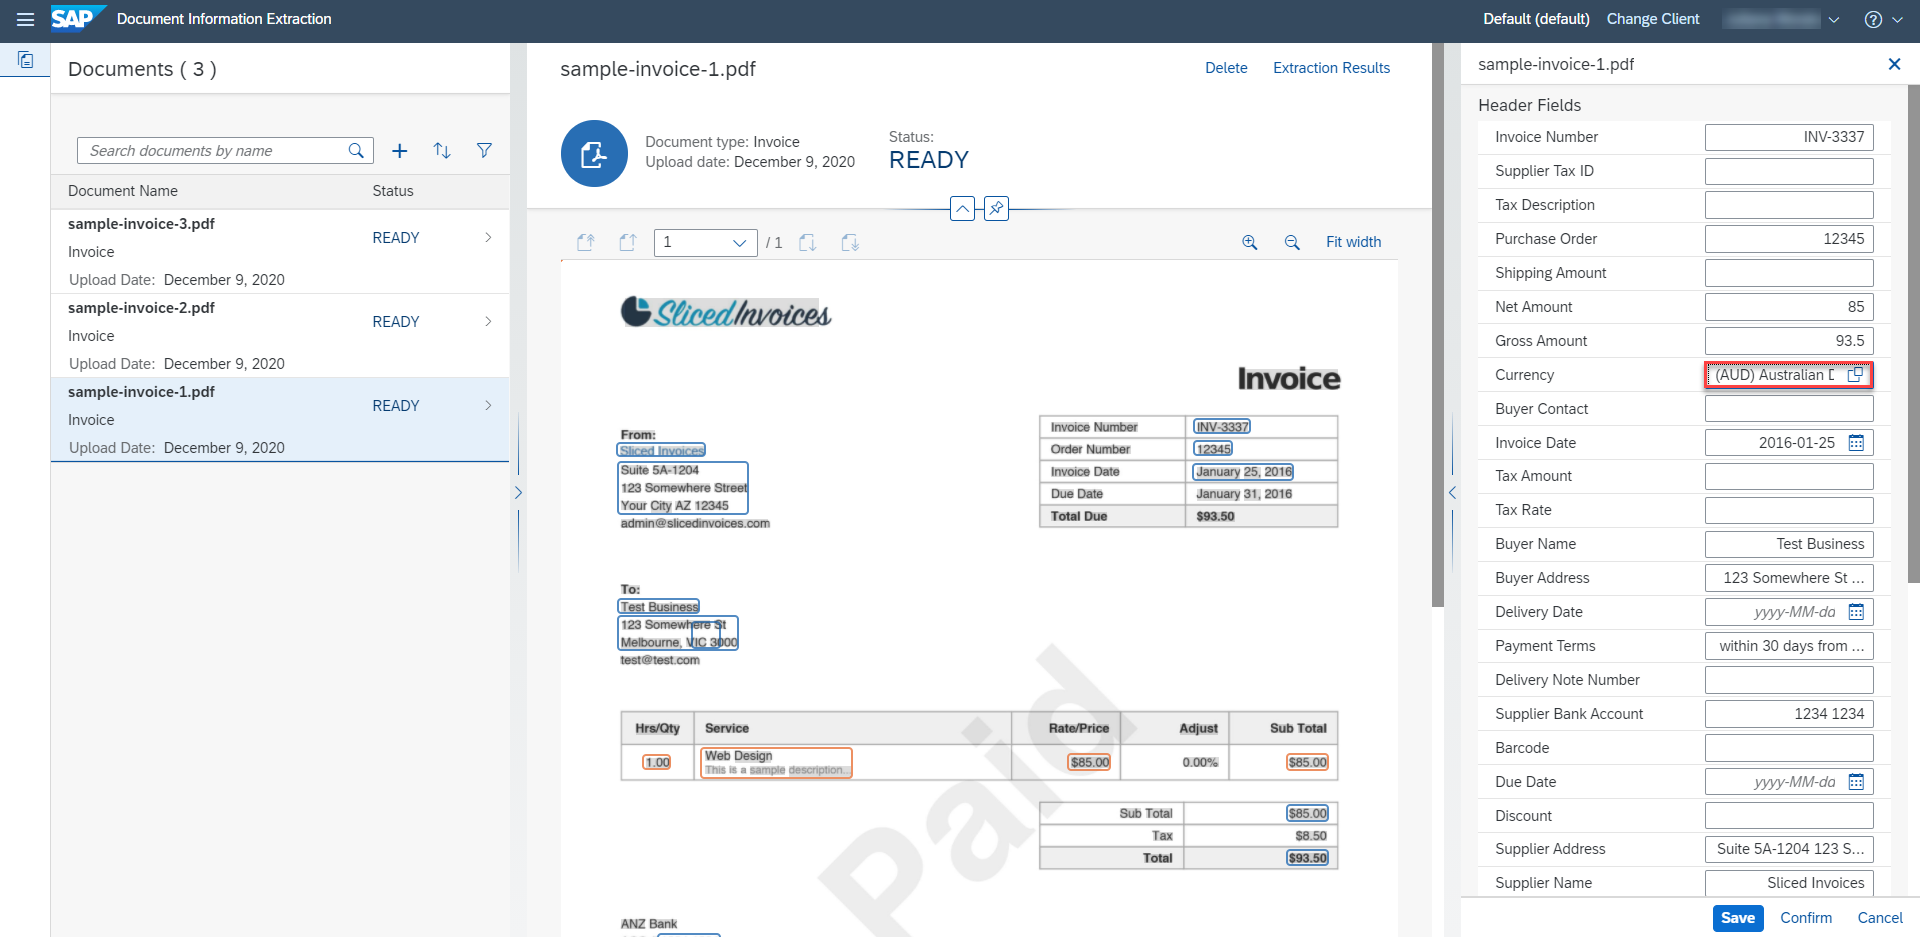 SAP Document Information Extraction
Default (default) Change Client
Documents ( 3 )
Search documents by name
Document Name Status
sample-invoice-3.pdf
READY
Invoice
Upload Date: December 9, 2020
sample-invoice-2.pdf
READY
Invoice
Upload Date: December 9, 2020
sample-invoice-1.pdf
READY
Invoice
Upload Date: December 9, 2020
sample-invoice-1.pdf
Delete Extraction Results
Document type: Invoice
Upload date: December 9, 2020
Status:
READY
1 / 1 Fit width
Sliced Invoices
Invoice
Invoice Number INV-3337
Order Number 12345
Invoice Date January 25, 2016
Due Date January 31, 2016
Total Due $93.50
From:
Sliced Invoices
Suite 5A-1204
123 Somewhere Street
Your City AZ 12345
admin@slicedinvoices.com
To:
Test Business
123 Somewhere St
Melbourne, VIC 3000
test@test.com
Paid
Hrs/Qty Service Rate/Price Adjust Sub Total
1.00 Web Design $85.00 0.00% $85.00
This is a sample description...
Sub Total $85.00
Tax $8.50
Total $93.50
ANZ Bank
sample-invoice-1.pdf
Header Fields
Invoice Number INV-3337
Supplier Tax ID
Tax Description
Purchase Order 12345
Shipping Amount
Net Amount 85
Gross Amount 93.5
Currency (AUD) Australian D
Buyer Contact
Invoice Date 2016-01-25
Tax Amount
Tax Rate
Buyer Name Test Business
Buyer Address 123 Somewhere St ...
Delivery Date yyyy-MM-dd
Payment Terms within 30 days from ...
Delivery Note Number
Supplier Bank Account 1234 1234
Barcode
Due Date yyyy-MM-dd
Discount
Supplier Address Suite 5A-1204 123 S...
Supplier Name Sliced Invoices
Save Confirm Cancel